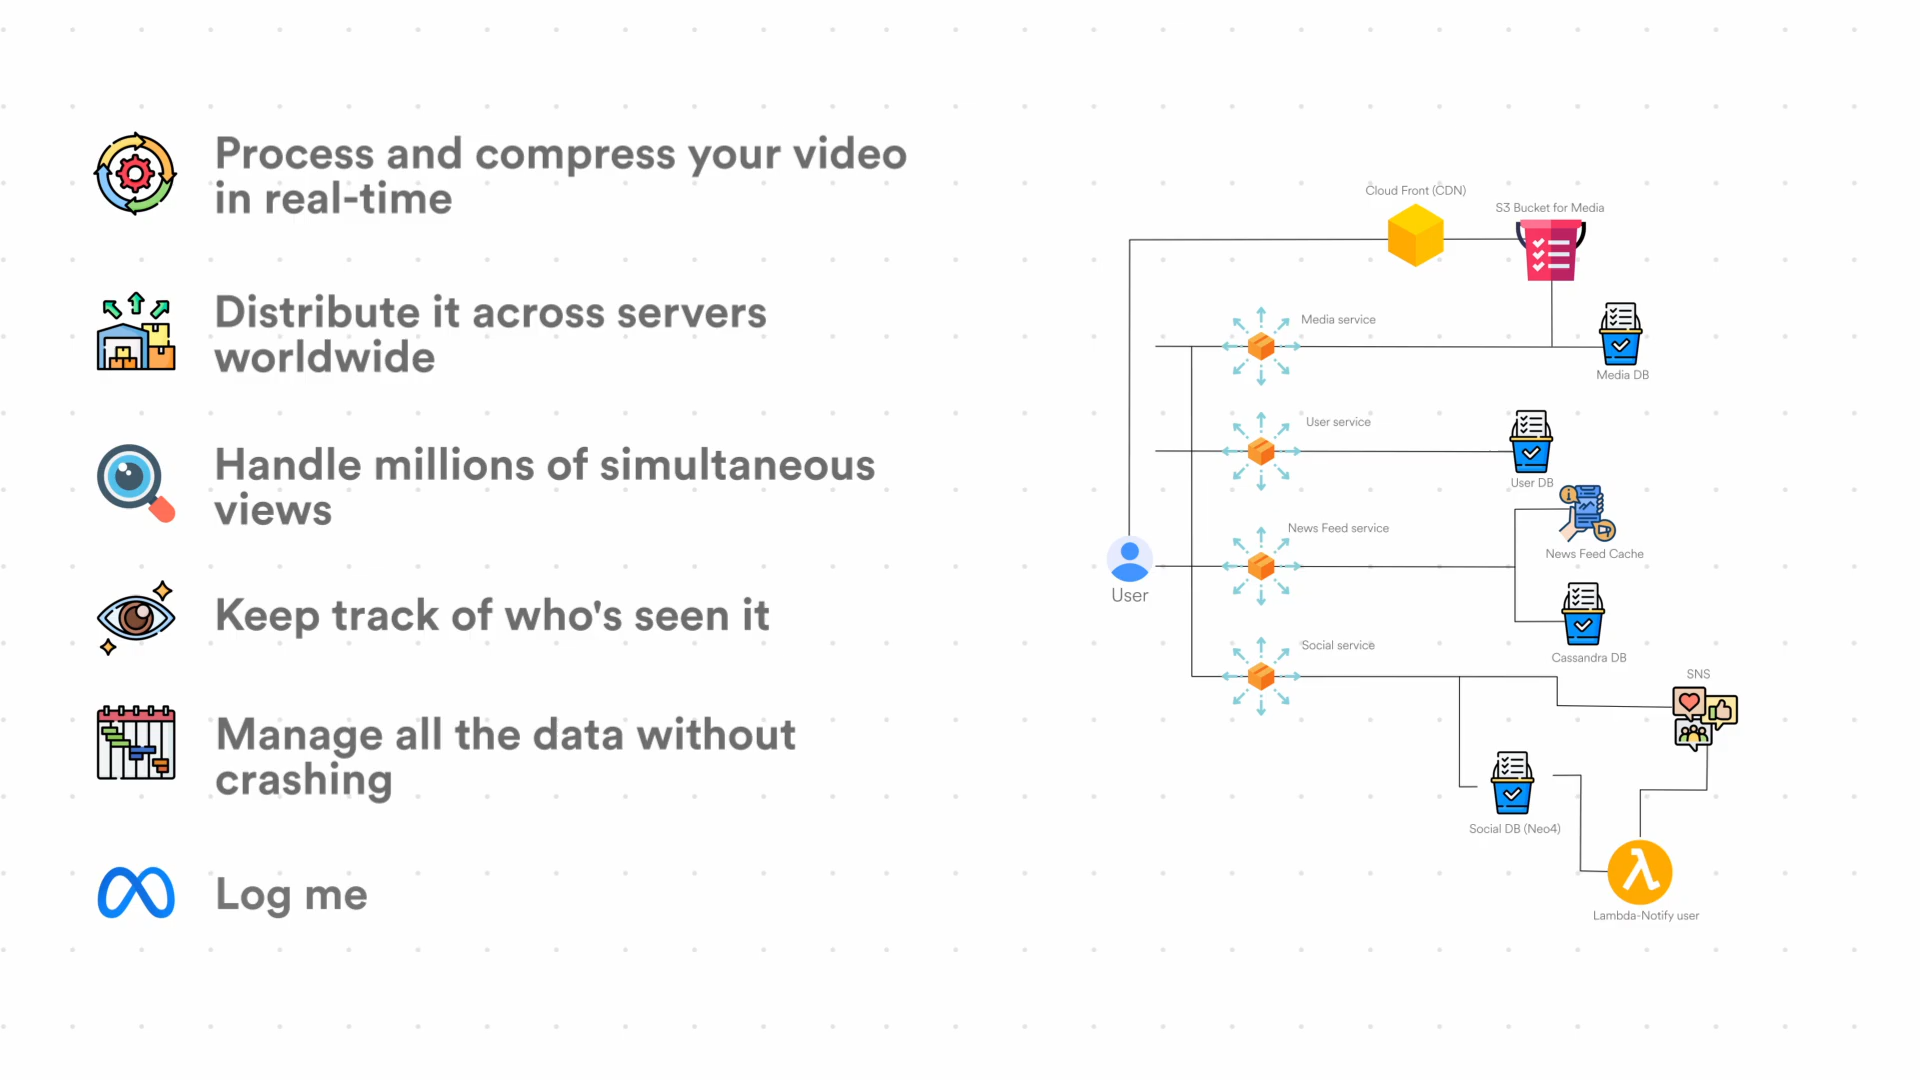 Process and compress your video
in real-time
Distribute it across servers
worldwide
Handle millions of simultaneous
views
Keep track of who's seen it
Manage all the data without
crashing
Log me
Cloud Front (CDN)
S3 Bucket for Media
Media service
Media DB
User service
User DB
News Feed service
News Feed Cache
User
Cassandra DB
Social service
SNS
Social DB (Neo4)
Lambda-Notify user